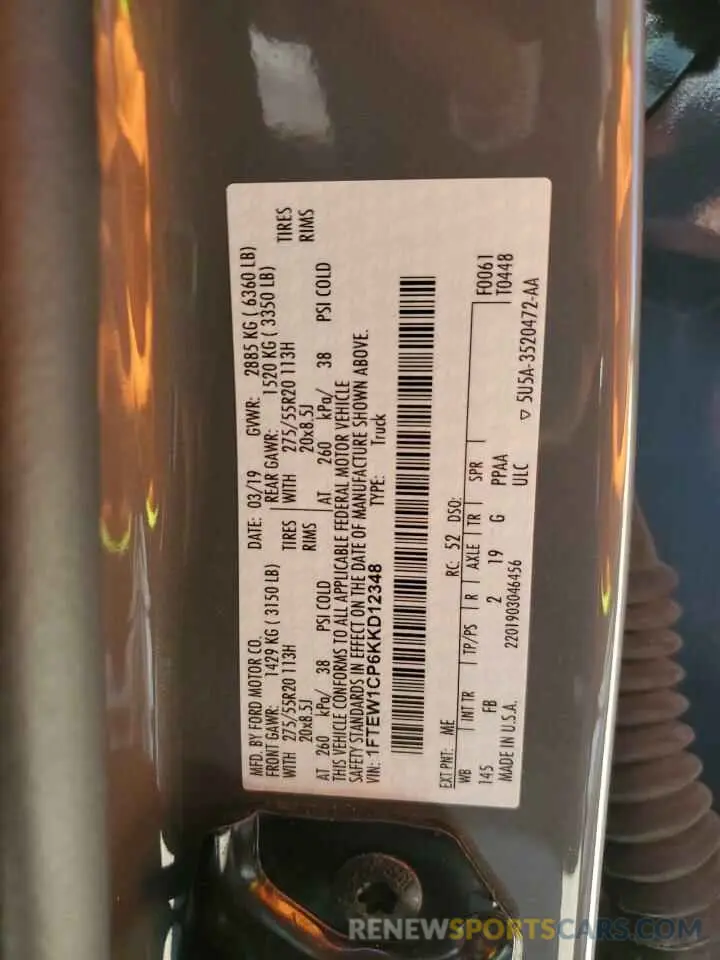 MFD. BY FORD MOTOR CO.
DATE: 03/19 GVWR: 2885 KG ( 6360 LB)
FRONT GAWR: 1429 KG ( 3150 LB) REAR GAWR: 1520 KG ( 3350 LB)
WITH 275/55R20 113H TIRES WITH 275/55R20 113H TIRES
20x8.5J RIMS 20x8.5J RIMS
AT 260 kPa/ 38 PSI COLD AT 260 kPa/ 38 PSI COLD
THIS VEHICLE CONFORMS TO ALL APPLICABLE FEDERAL MOTOR VEHICLE
SAFETY STANDARDS IN EFFECT ON THE DATE OF MANUFACTURE SHOWN ABOVE.
VIN: 1FTEW1CP6KKD12348 TYPE: Truck
EXT PNT: ME RC: 52 DSO:
WB INT TR TP/PS R AXLE TR SPR F0061
145 FB 2 19 G PPAA T0448
MADE IN U.S.A. 2201903046456 ULC
▽ 5U5A-3520472-AA
RENEWSPORTSCARS.COM